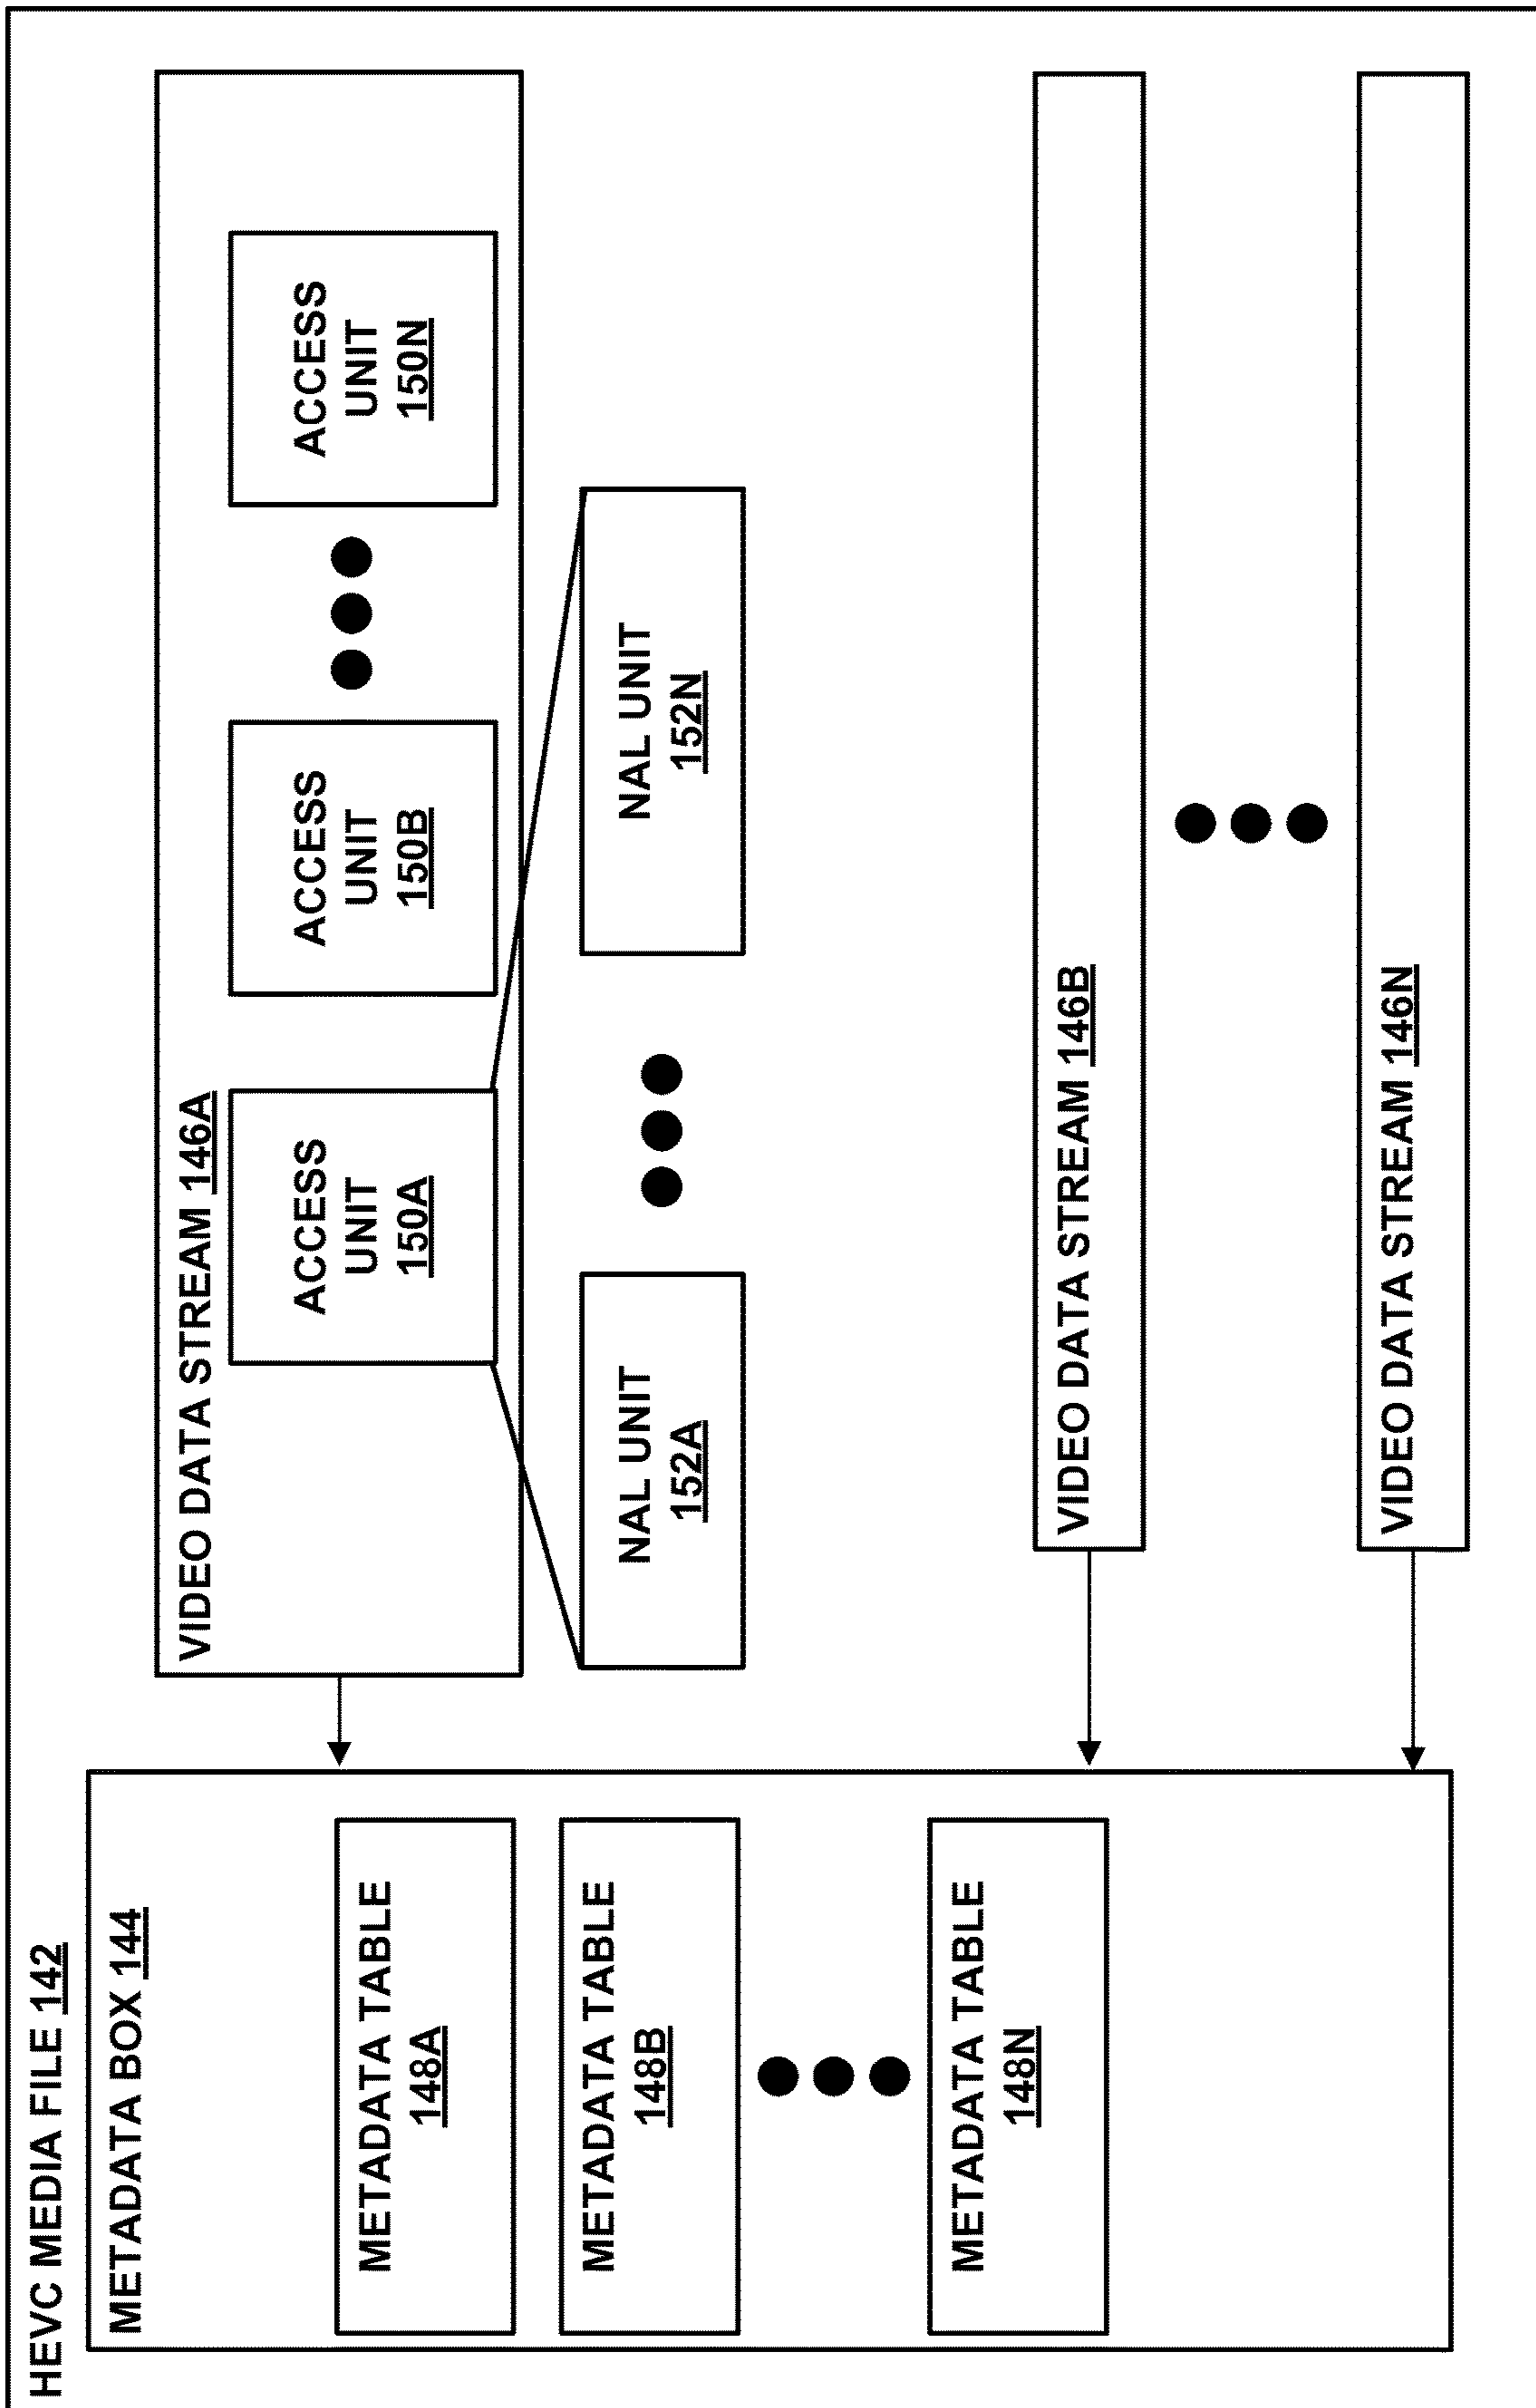 HEVC MEDIA FILE 142
METADATA BOX 144
METADATA TABLE
148A
METADATA TABLE
148B
METADATA TABLE
148N
VIDEO DATA STREAM 146A
ACCESS
UNIT
150A
ACCESS
UNIT
150B
ACCESS
UNIT
150N
NAL UNIT
152A
NAL UNIT
152N
VIDEO DATA STREAM 146B
VIDEO DATA STREAM 146N